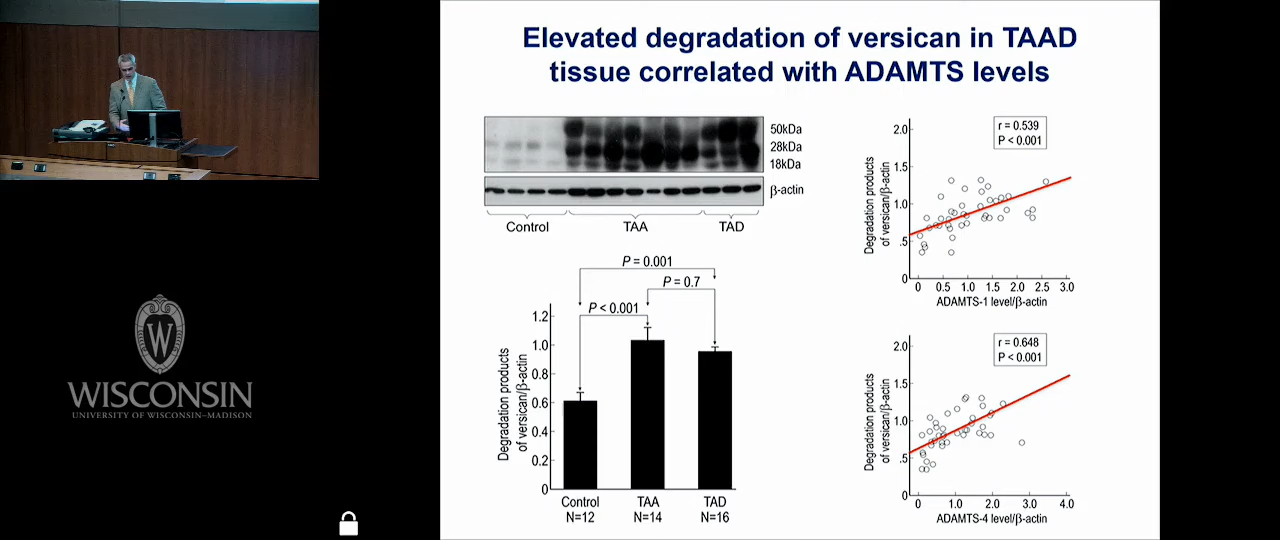 Elevated degradation of versican in TAAD
tissue correlated with ADAMTS levels
50kDa
28kDa
18kDa
β-actin
Control
TAA
TAD
P = 0.001
P = 0.7
P < 0.001
1.2
1.0
0.8
0.6
0.4
0.2
0
Degradation products
of versican/β-actin
Control
TAA
TAD
N=12
N=14
N=16
r = 0.539
P < 0.001
2.0
1.5
1.0
.5
0
Degradation products
of versican/β-actin
0 0.5 1.0 1.5 2.0 2.5 3.0
ADAMTS-1 level/β-actin
r = 0.648
P < 0.001
2.0
1.5
1.0
.5
0
Degradation products
of versican/β-actin
0 1.0 2.0 3.0 4.0
ADAMTS-4 level/β-actin
W
WISCONSIN
UNIVERSITY OF WISCONSIN–MADISON